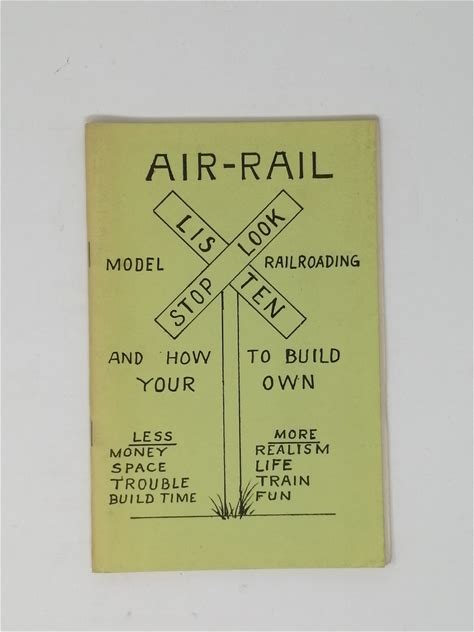 AIR-RAIL
LIS TEN
STOP LOOK
MODEL RAILROADING
AND HOW TO BUILD
YOUR OWN
LESS
MONEY
SPACE
TROUBLE
BUILD TIME
MORE
REALISM
LIFE
TRAIN
FUN